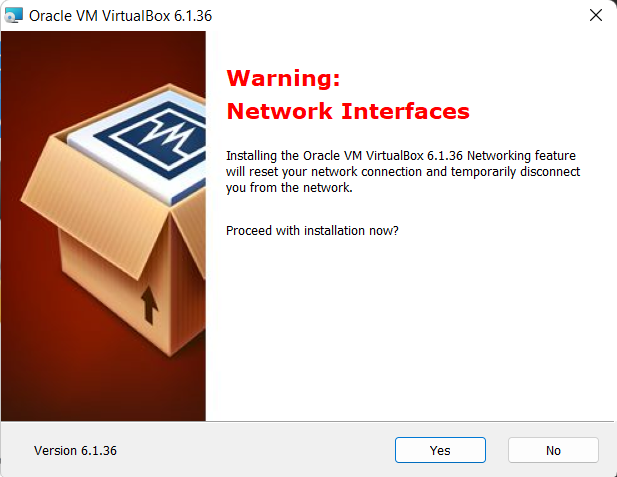 Oracle VM VirtualBox 6.1.36
Warning:
Network Interfaces
Installing the Oracle VM VirtualBox 6.1.36 Networking feature
will reset your network connection and temporarily disconnect
you from the network.
Proceed with installation now?
Version 6.1.36
Yes
No